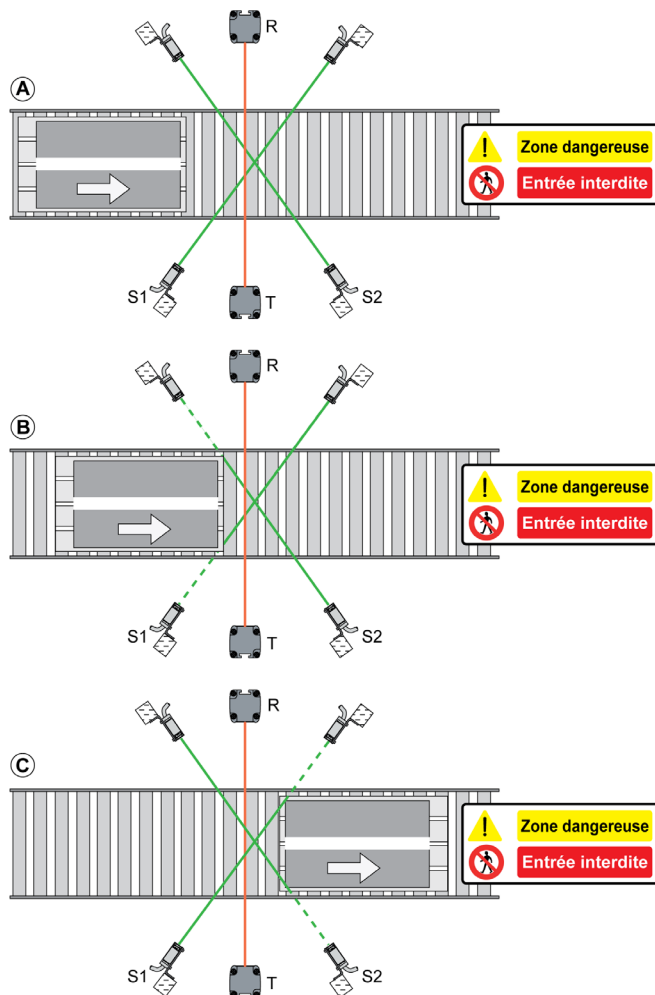 R
A
Zone dangereuse
Entrée interdite
S1
T
S2
R
B
Zone dangereuse
Entrée interdite
S1
T
S2
R
C
Zone dangereuse
Entrée interdite
S1
T
S2